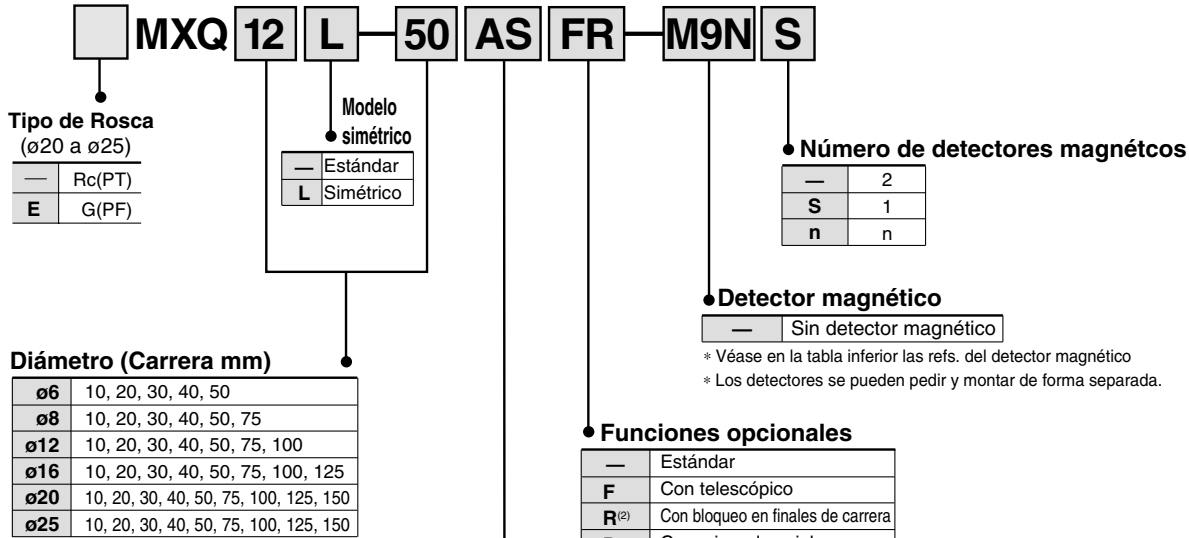 MXQ 12 L — 50 AS FR — M9N S
Tipo de Rosca
(ø20 a ø25)
— Rc(PT)
E G(PF)
Modelo
simétrico
— Estándar
L Simétrico
Número de detectores magnétcos
— 2
S 1
n n
Detector magnético
— Sin detector magnético
* Véase en la tabla inferior las refs. del detector magnético
* Los detectores se pueden pedir y montar de forma separada.
Diámetro (Carrera mm)
ø6 10, 20, 30, 40, 50
ø8 10, 20, 30, 40, 50, 75
ø12 10, 20, 30, 40, 50, 75, 100
ø16 10, 20, 30, 40, 50, 75, 100, 125
ø20 10, 20, 30, 40, 50, 75, 100, 125, 150
ø25 10, 20, 30, 40, 50, 75, 100, 125, 150
Funciones opcionales
— Estándar
F Con telescópico
R(2) Con bloqueo en finales de carrera